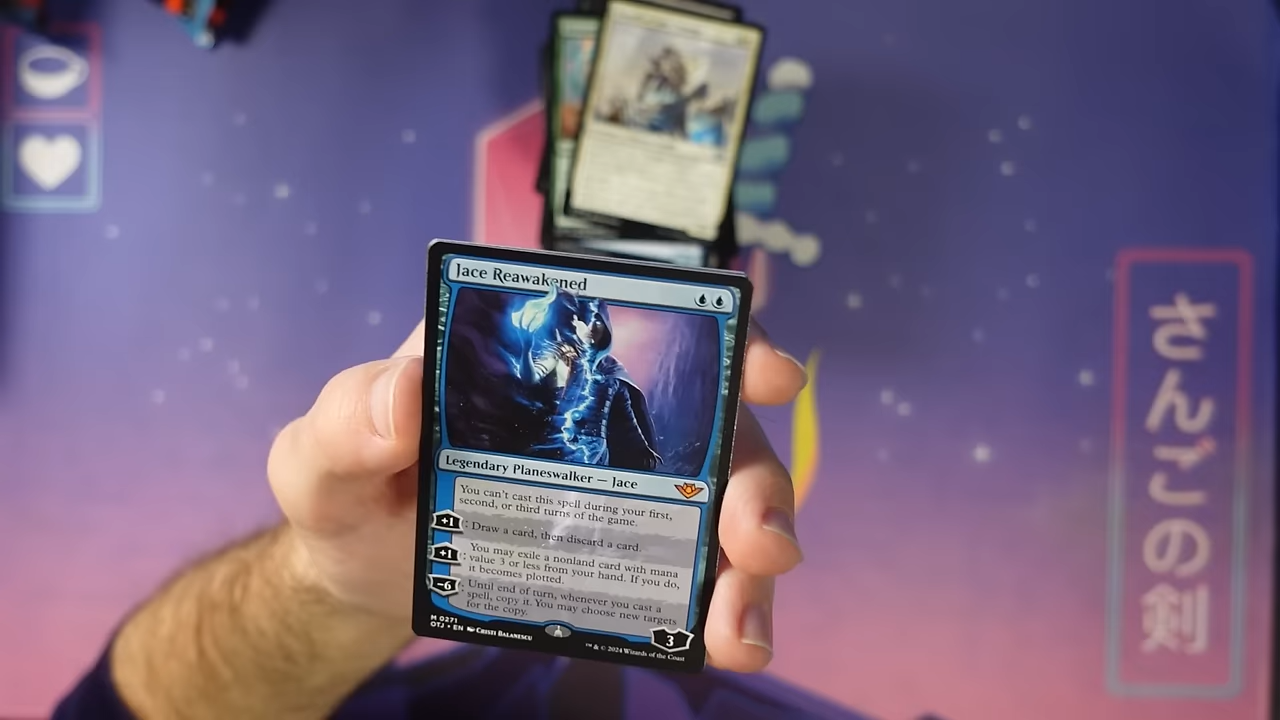 Jace Reawakened
Legendary Planeswalker — Jace
You can't cast this spell during your first,
second, or third turns of the game.
+1: Draw a card, then discard a card.
+1: You may exile a nonland card with mana
value 3 or less from your hand. If you do,
it becomes plotted.
−6: Until end of turn, whenever you cast a
spell, copy it. You may choose new targets
for the copy.
3
M 0271
OTJ • EN Cristi Balanescu
™ & © 2024 Wizards of the Coast
さんごの剣